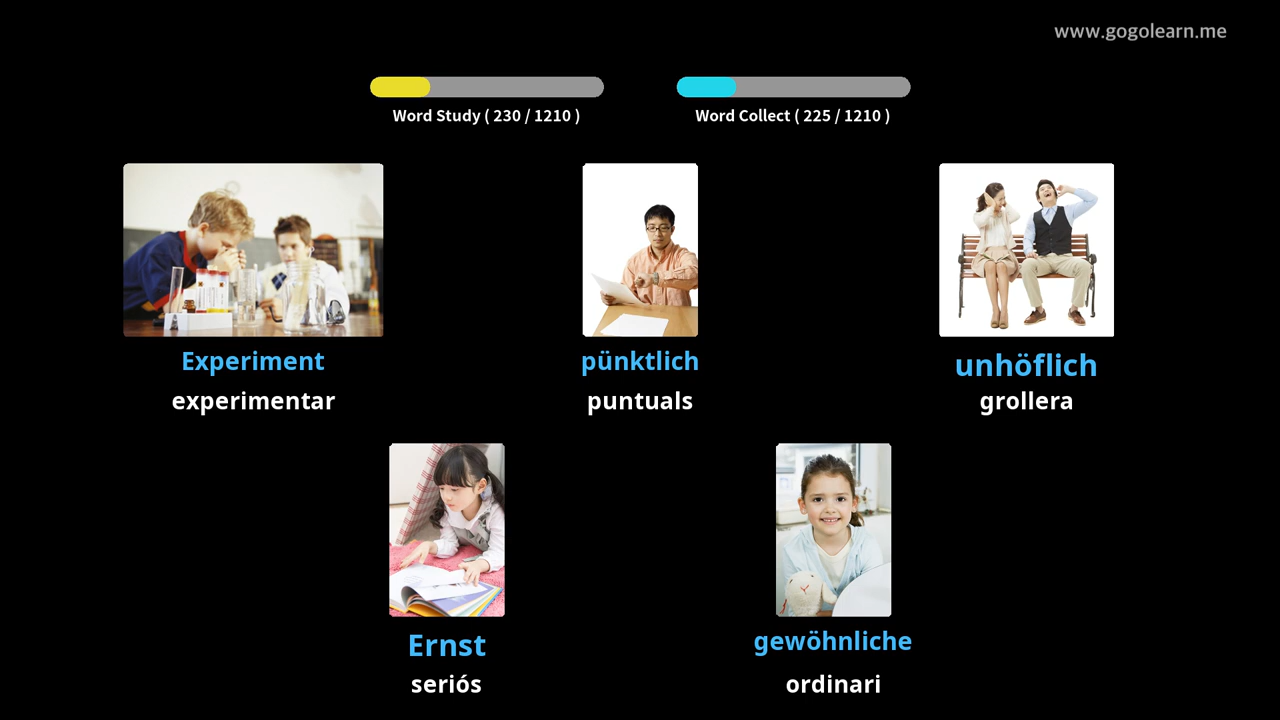 www.gogolearn.me
Word Study ( 230 / 1210 )
Word Collect ( 225 / 1210 )
Experiment
experimentar
pünktlich
puntuals
unhöflich
grollera
Ernst
seriós
gewöhnliche
ordinari